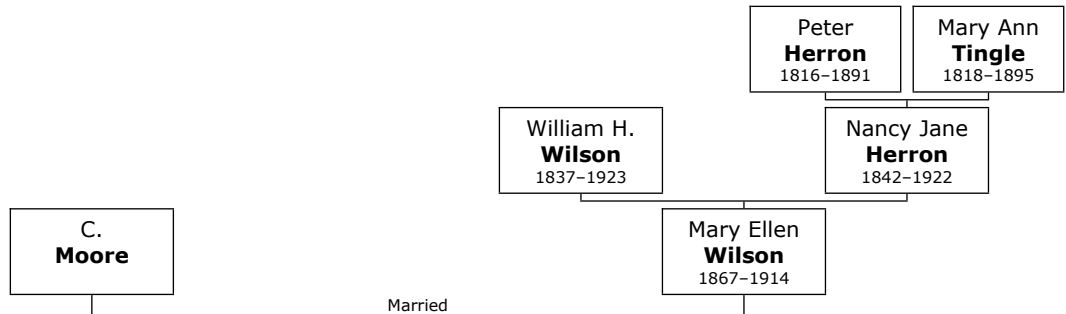 Peter
Herron
1816–1891
Mary Ann
Tingle
1818–1895
William H.
Wilson
1837–1923
Nancy Jane
Herron
1842–1922
C.
Moore
Mary Ellen
Wilson
1867–1914
Married